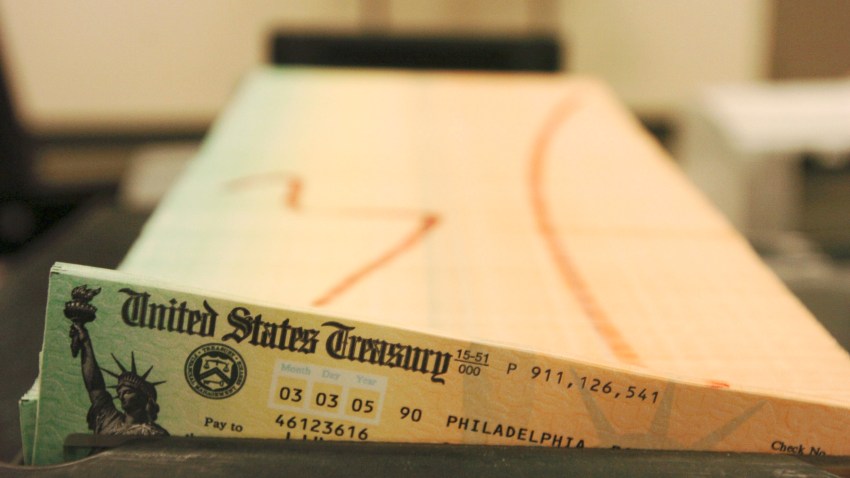 United States Treasury 15-51 P 911,126,541
000
Month Day Year
03 03 05 90 PHILADELPHIA,
Pay to 46123616
Check No.